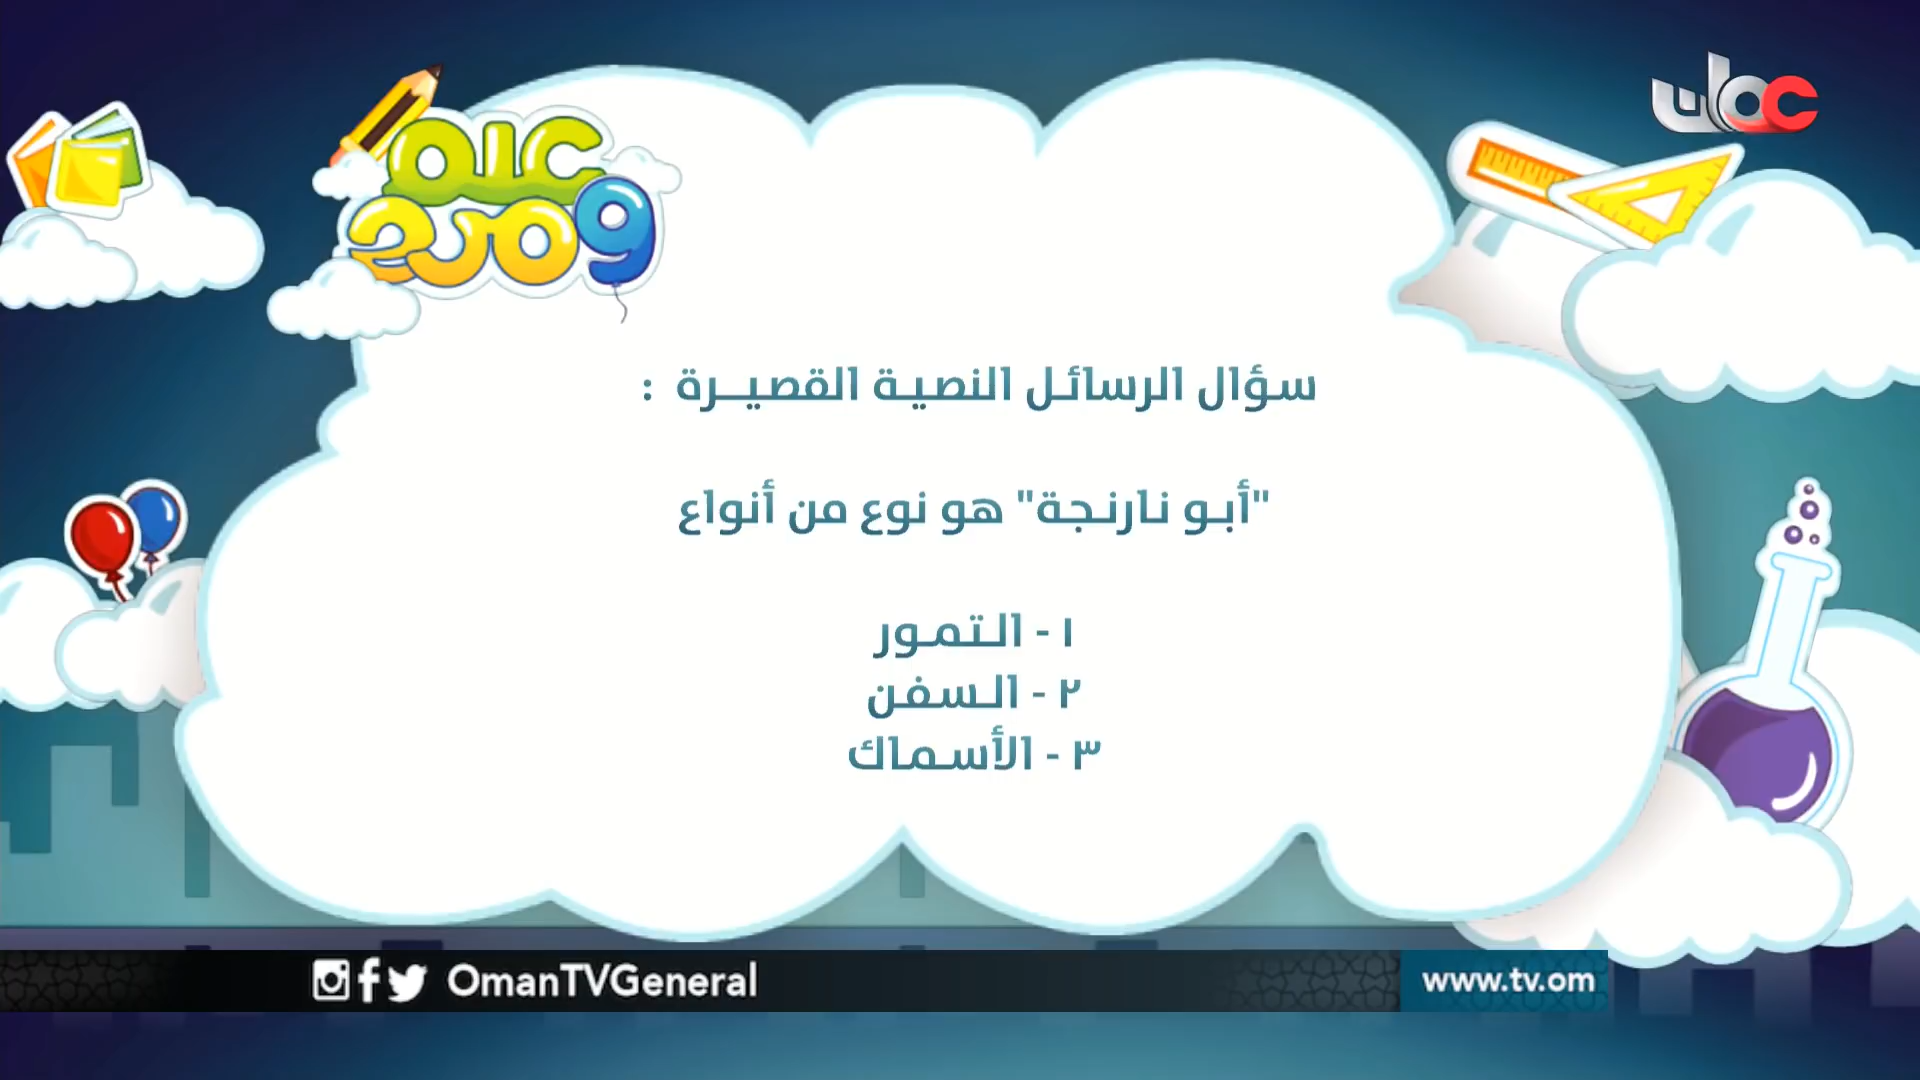 عمان
علم
ومرح
سؤال الرسائل النصية القصيرة :
"أبو نارنجة" هو نوع من أنواع
١ - التمور
٢ - السفن
٣ - الأسماك
OmanTVGeneral
www.tv.om